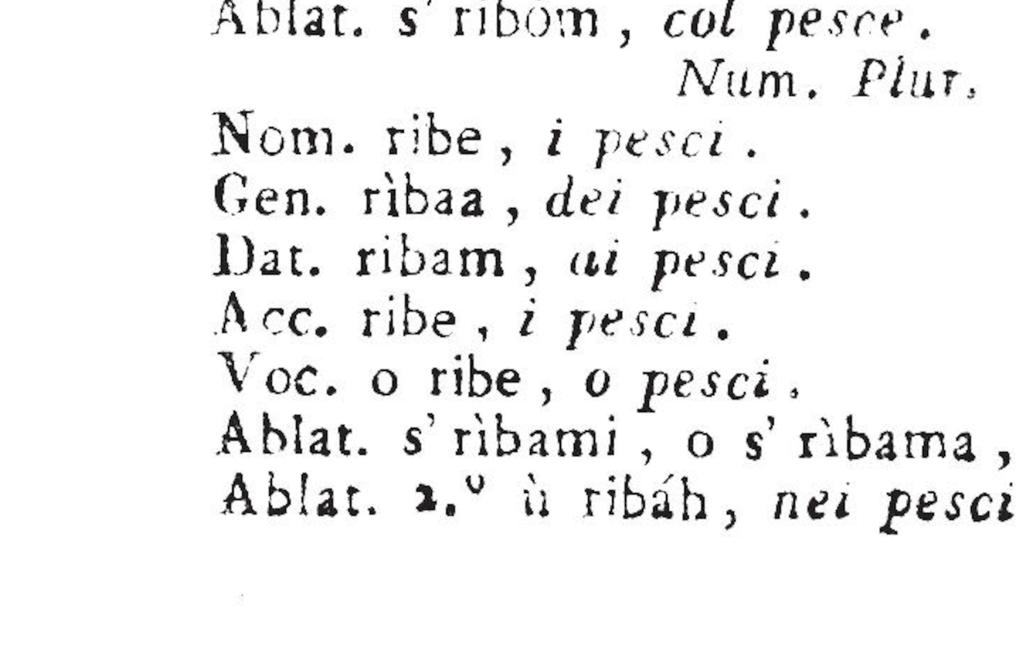 Ablat. s' ribòm, col pesce.
Num. Plur.
Nom. ribe, i pesci.
Gen. rìbaa, dei pesci.
Dat. ribam, ai pesci.
Acc. ribe, i pesci.
Voc. o ribe, o pesci.
Ablat. s' rìbami, o s' rìbama,
Ablat. 2.º ù ribáh, nei pesci